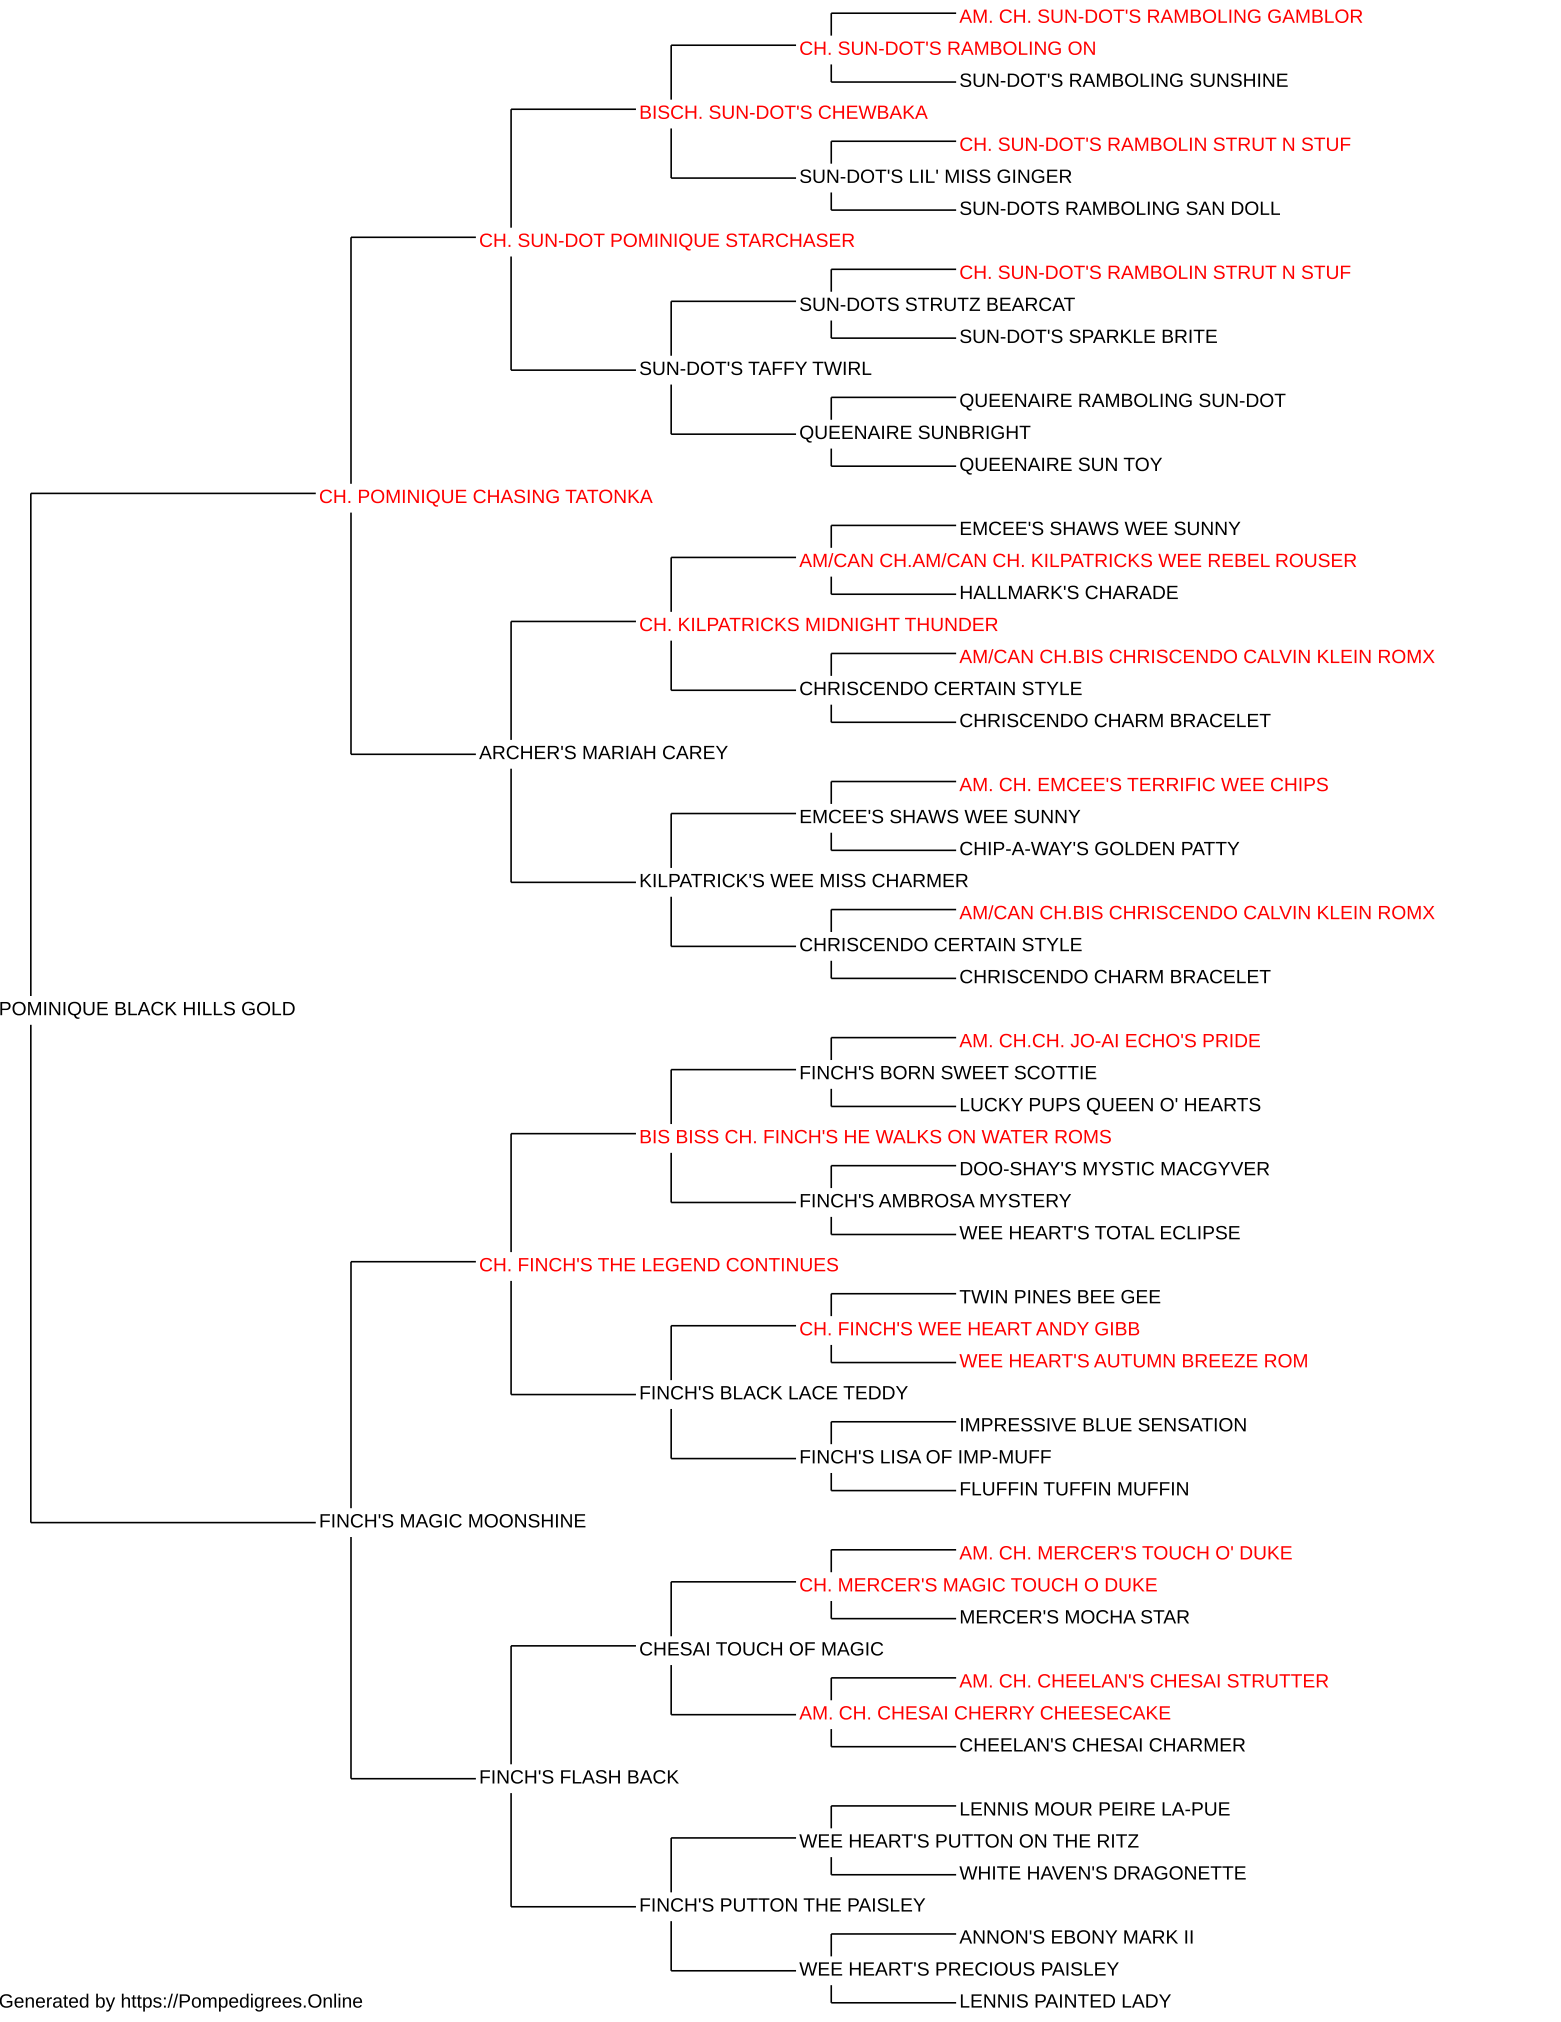 AM. CH. SUN-DOT'S RAMBOLING GAMBLOR
CH. SUN-DOT'S RAMBOLING ON
SUN-DOT'S RAMBOLING SUNSHINE
BISCH. SUN-DOT'S CHEWBAKA
CH. SUN-DOT'S RAMBOLIN STRUT N STUF
SUN-DOT'S LIL' MISS GINGER
SUN-DOTS RAMBOLING SAN DOLL
CH. SUN-DOT POMINIQUE STARCHASER
CH. SUN-DOT'S RAMBOLIN STRUT N STUF
SUN-DOTS STRUTZ BEARCAT
SUN-DOT'S SPARKLE BRITE
SUN-DOT'S TAFFY TWIRL
QUEENAIRE RAMBOLING SUN-DOT
QUEENAIRE SUNBRIGHT
QUEENAIRE SUN TOY
CH. POMINIQUE CHASING TATONKA
EMCEE'S SHAWS WEE SUNNY
AM/CAN CH.AM/CAN CH. KILPATRICKS WEE REBEL ROUSER
HALLMARK'S CHARADE
CH. KILPATRICKS MIDNIGHT THUNDER
AM/CAN CH.BIS CHRISCENDO CALVIN KLEIN ROMX
CHRISCENDO CERTAIN STYLE
CHRISCENDO CHARM BRACELET
ARCHER'S MARIAH CAREY
AM. CH. EMCEE'S TERRIFIC WEE CHIPS
EMCEE'S SHAWS WEE SUNNY
CHIP-A-WAY'S GOLDEN PATTY
KILPATRICK'S WEE MISS CHARMER
AM/CAN CH.BIS CHRISCENDO CALVIN KLEIN ROMX
CHRISCENDO CERTAIN STYLE
CHRISCENDO CHARM BRACELET
POMINIQUE BLACK HILLS GOLD
AM. CH.CH. JO-AI ECHO'S PRIDE
FINCH'S BORN SWEET SCOTTIE
LUCKY PUPS QUEEN O' HEARTS
BIS BISS CH. FINCH'S HE WALKS ON WATER ROMS
DOO-SHAY'S MYSTIC MACGYVER
FINCH'S AMBROSA MYSTERY
WEE HEART'S TOTAL ECLIPSE
CH. FINCH'S THE LEGEND CONTINUES
TWIN PINES BEE GEE
CH. FINCH'S WEE HEART ANDY GIBB
WEE HEART'S AUTUMN BREEZE ROM
FINCH'S BLACK LACE TEDDY
IMPRESSIVE BLUE SENSATION
FINCH'S LISA OF IMP-MUFF
FLUFFIN TUFFIN MUFFIN
FINCH'S MAGIC MOONSHINE
AM. CH. MERCER'S TOUCH O' DUKE
CH. MERCER'S MAGIC TOUCH O DUKE
MERCER'S MOCHA STAR
CHESAI TOUCH OF MAGIC
AM. CH. CHEELAN'S CHESAI STRUTTER
AM. CH. CHESAI CHERRY CHEESECAKE
CHEELAN'S CHESAI CHARMER
FINCH'S FLASH BACK
LENNIS MOUR PEIRE LA-PUE
WEE HEART'S PUTTON ON THE RITZ
WHITE HAVEN'S DRAGONETTE
FINCH'S PUTTON THE PAISLEY
ANNON'S EBONY MARK II
WEE HEART'S PRECIOUS PAISLEY
LENNIS PAINTED LADY
Generated by https://Pompedigrees.Online